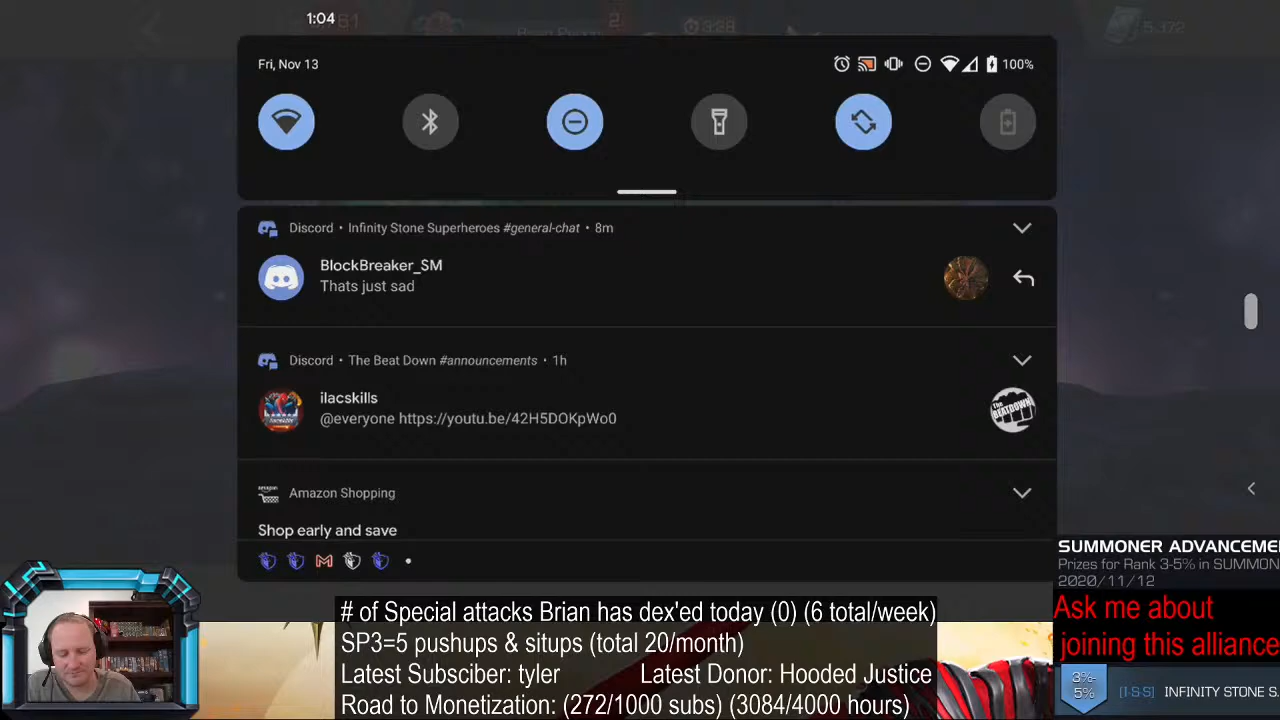 1:04
5,372
Fri, Nov 13
100%
Discord • Infinity Stone Superheroes #general-chat • 8m
BlockBreaker_SM
Thats just sad
Discord • The Beat Down #announcements • 1h
ilacskills
@everyone https://youtu.be/42H5DOKpWo0
THE BEATDOWN
Amazon Shopping
Shop early and save
SUMMONER ADVANCEME
Prizes for Rank 3-5% in SUMMON
2020/11/12
Ask me about
joining this alliance
3%-
5%
[I-S-S] INFINITY STONE S
# of Special attacks Brian has dex'ed today (0) (6 total/week)
SP3=5 pushups & situps (total 20/month)
Latest Subsciber: tyler Latest Donor: Hooded Justice
Road to Monetization: (272/1000 subs) (3084/4000 hours)